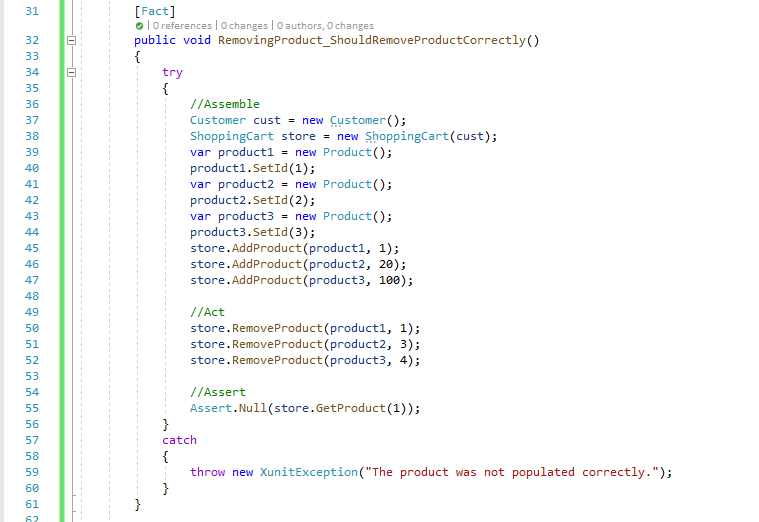 31 [Fact]
0 references | 0 changes | 0 authors, 0 changes
32 public void RemovingProduct_ShouldRemoveProductCorrectly()
33 {
34 try
35 {
36 //Assemble
37 Customer cust = new Customer();
38 ShoppingCart store = new ShoppingCart(cust);
39 var product1 = new Product();
40 product1.SetId(1);
41 var product2 = new Product();
42 product2.SetId(2);
43 var product3 = new Product();
44 product3.SetId(3);
45 store.AddProduct(product1, 1);
46 store.AddProduct(product2, 20);
47 store.AddProduct(product3, 100);
48
49 //Act
50 store.RemoveProduct(product1, 1);
51 store.RemoveProduct(product2, 3);
52 store.RemoveProduct(product3, 4);
53
54 //Assert
55 Assert.Null(store.GetProduct(1));
56 }
57 catch
58 {
59 throw new XunitException("The product was not populated correctly.");
60 }
61 }
62